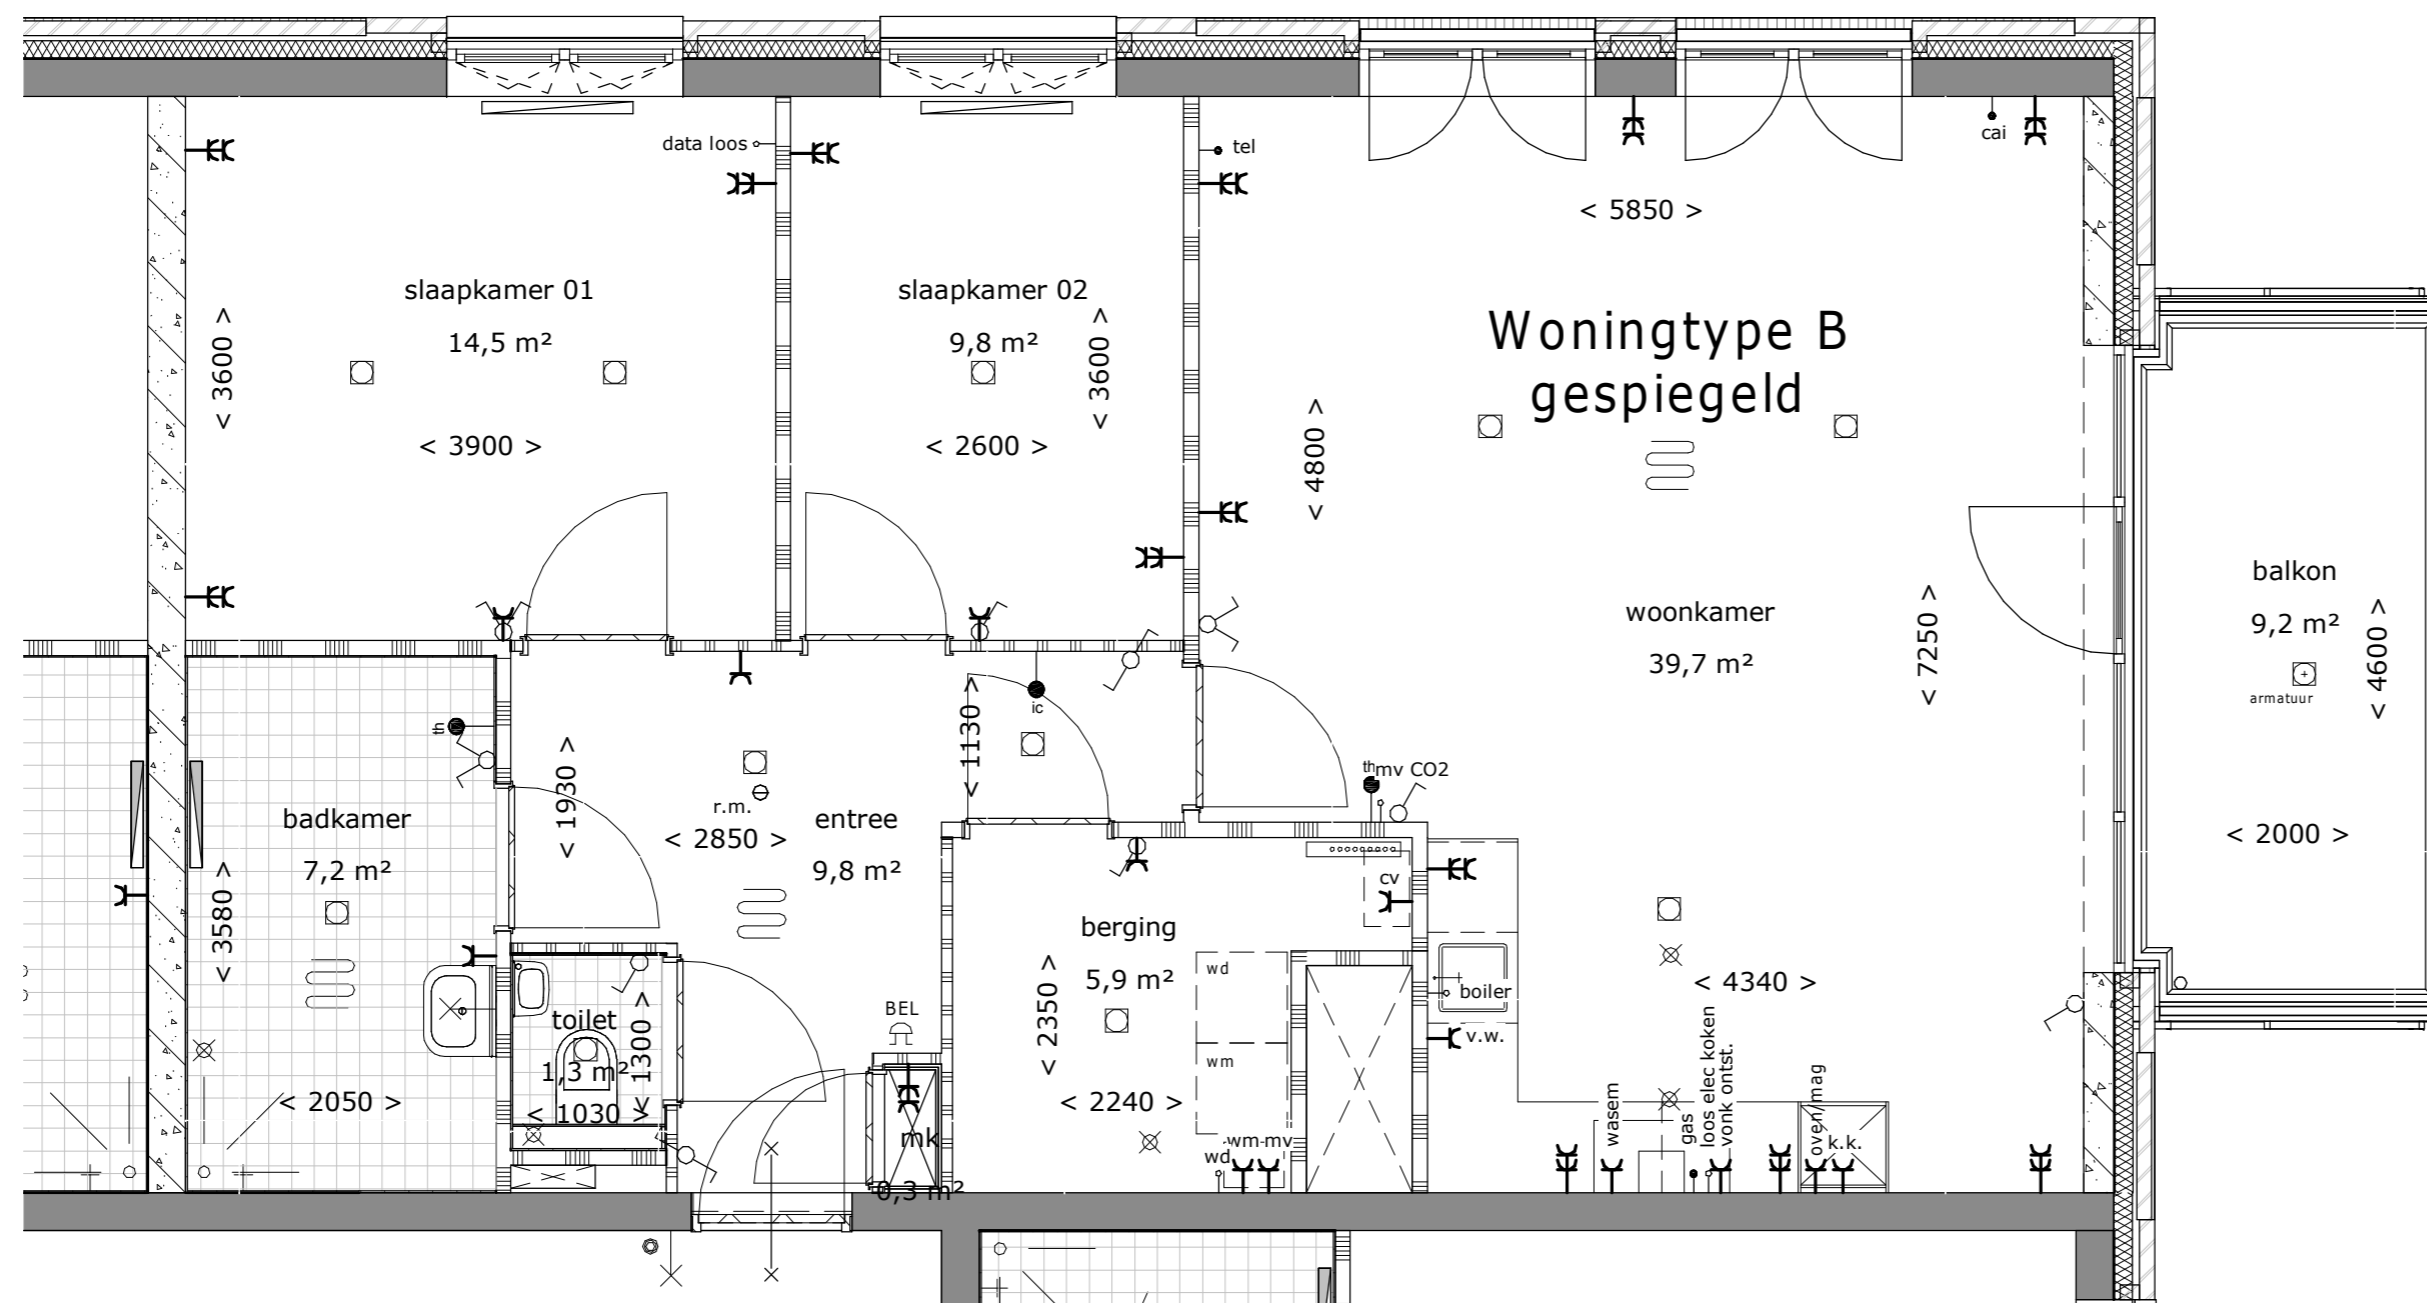 data loos
tel
cai
< 5850 >
slaapkamer 01
14,5 m²
< 3600 >
< 3900 >
slaapkamer 02
9,8 m²
< 3600 >
< 2600 >
Woningtype B
gespiegeld
< 4800 >
woonkamer
39,7 m²
< 7250 >
balkon
9,2 m²
armatuur
< 4600 >
< 2000 >
th
badkamer
7,2 m²
< 3580 >
< 2050 >
< 1930 >
r.m.
< 2850 >
entree
9,8 m²
< 1130 >
ic
th
mv CO2
cv
berging
5,9 m²
< 2350 >
< 2240 >
wd
wm
wm
mv
wd
BEL
toilet
1,3 m²
< 1300 >
< 1030 >
mk
0,3 m²
boiler
v.w.
< 4340 >
wasem
gas
loos elec koken
vonk ontst.
oven/mag
k.k.